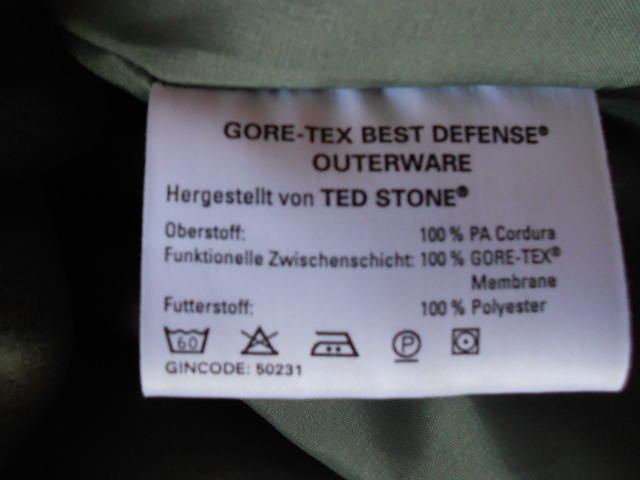 GORE-TEX BEST DEFENSE®
OUTERWARE
Hergestellt von TED STONE®
Oberstoff: 100 % PA Cordura
Funktionelle Zwischenschicht: 100 % GORE-TEX®
Membrane
Futterstoff: 100 % Polyester
60 P
GINCODE: 50231